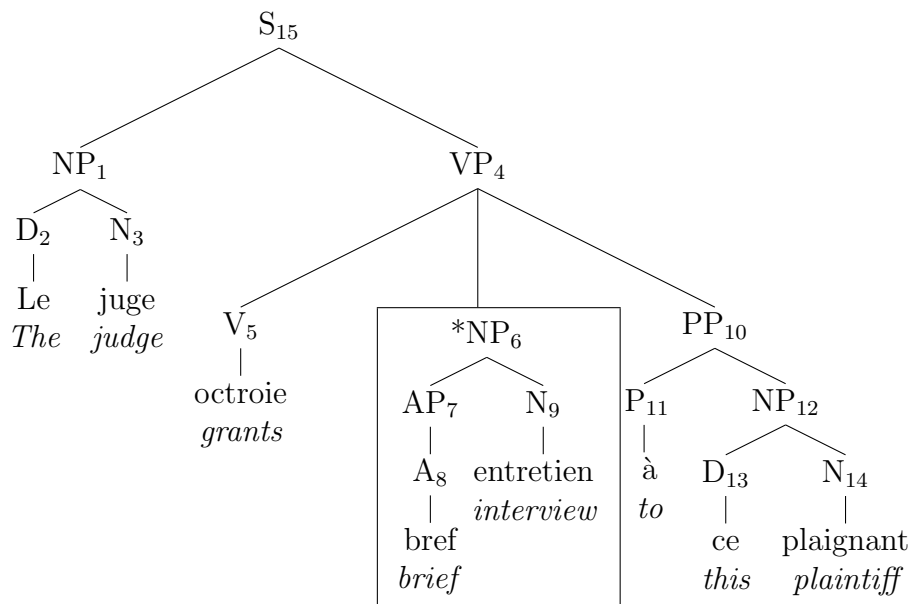 S₁₅
NP₁ VP₄
D₂ N₃
Le juge
The judge
V₅ *NP₆ PP₁₀
octroie
grants
AP₇ N₉ P₁₁ NP₁₂
A₈ entretien à D₁₃ N₁₄
interview to
bref ce plaignant
brief this plaintiff